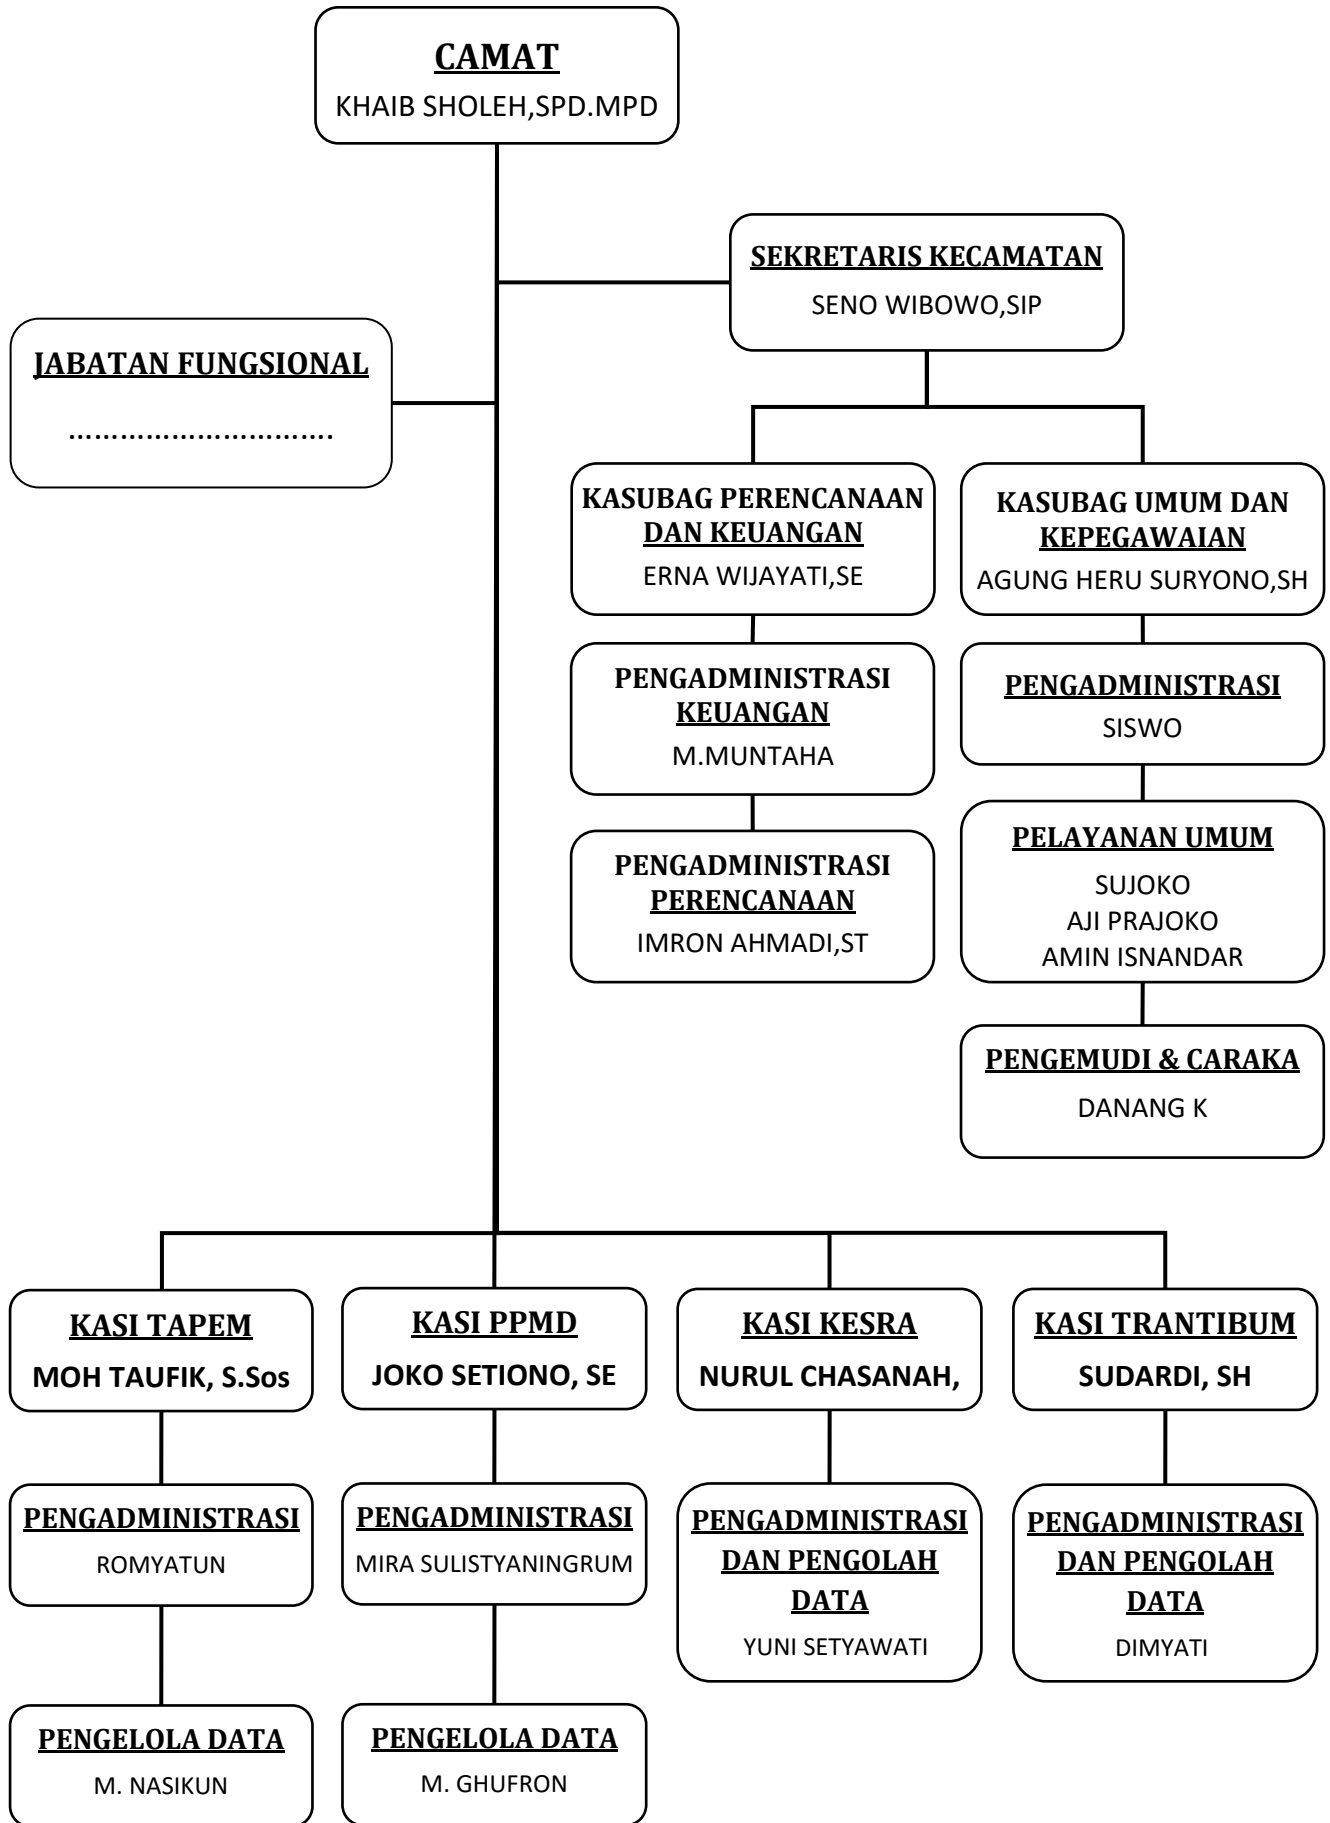 CAMAT
KHAIB SHOLEH,SPD.MPD
SEKRETARIS KECAMATAN
SENO WIBOWO,SIP
JABATAN FUNGSIONAL
………………………….
KASUBAG PERENCANAAN
DAN KEUANGAN
ERNA WIJAYATI,SE
KASUBAG UMUM DAN
KEPEGAWAIAN
AGUNG HERU SURYONO,SH
PENGADMINISTRASI
KEUANGAN
M.MUNTAHA
PENGADMINISTRASI
SISWO
PENGADMINISTRASI
PERENCANAAN
IMRON AHMADI,ST
PELAYANAN UMUM
SUJOKO
AJI PRAJOKO
AMIN ISNANDAR
PENGEMUDI & CARAKA
DANANG K
KASI TAPEM
MOH TAUFIK, S.Sos
KASI PPMD
JOKO SETIONO, SE
KASI KESRA
NURUL CHASANAH,
KASI TRANTIBUM
SUDARDI, SH
PENGADMINISTRASI
ROMYATUN
PENGADMINISTRASI
MIRA SULISTYANINGRUM
PENGADMINISTRASI
DAN PENGOLAH
DATA
YUNI SETYAWATI
PENGADMINISTRASI
DAN PENGOLAH
DATA
DIMYATI
PENGELOLA DATA
M. NASIKUN
PENGELOLA DATA
M. GHUFRON